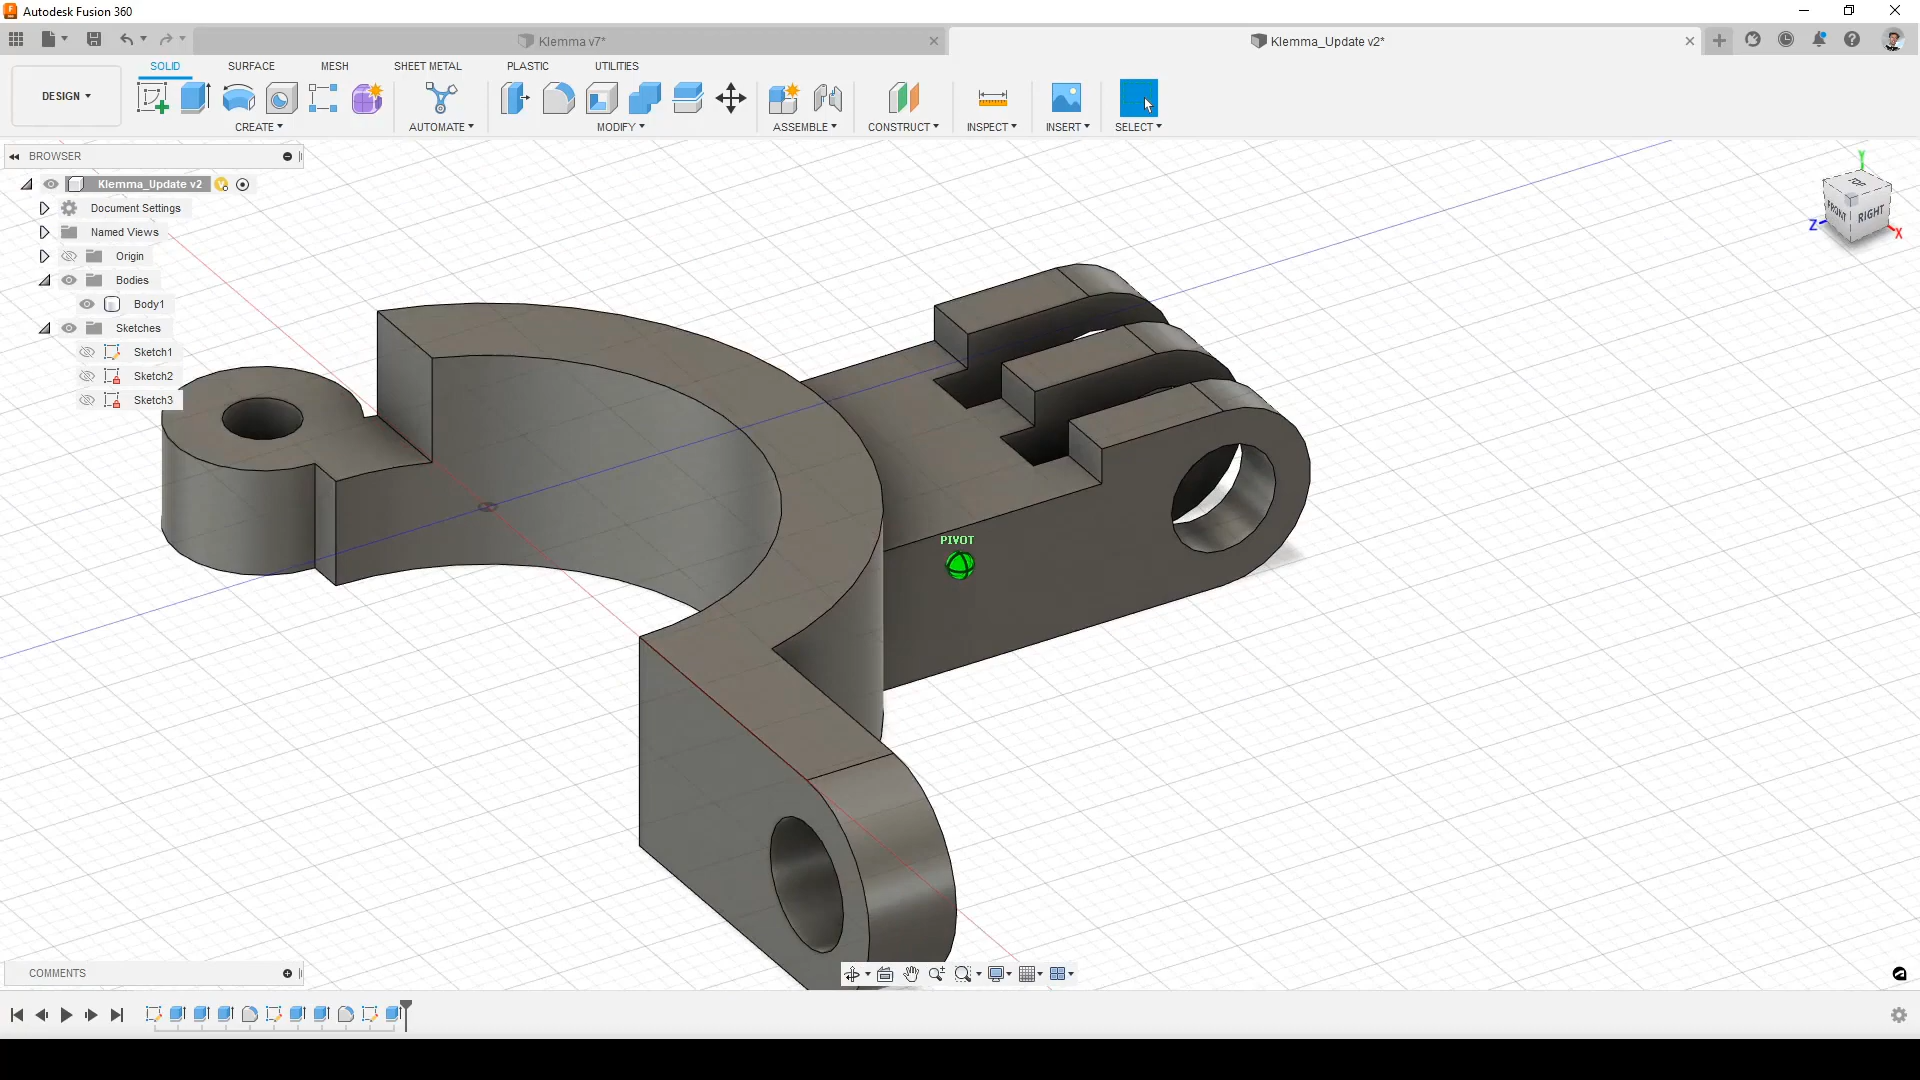 Autodesk Fusion 360
Klemma v7*
Klemma_Update v2*
DESIGN
SOLID
SURFACE
MESH
SHEET METAL
PLASTIC
UTILITIES
CREATE
AUTOMATE
MODIFY
ASSEMBLE
CONSTRUCT
INSPECT
INSERT
SELECT
BROWSER
Klemma_Update v2
Document Settings
Named Views
Origin
Bodies
Body1
Sketches
Sketch1
Sketch2
Sketch3
PIVOT
Y
TOP
FRONT
RIGHT
Z
X
COMMENTS